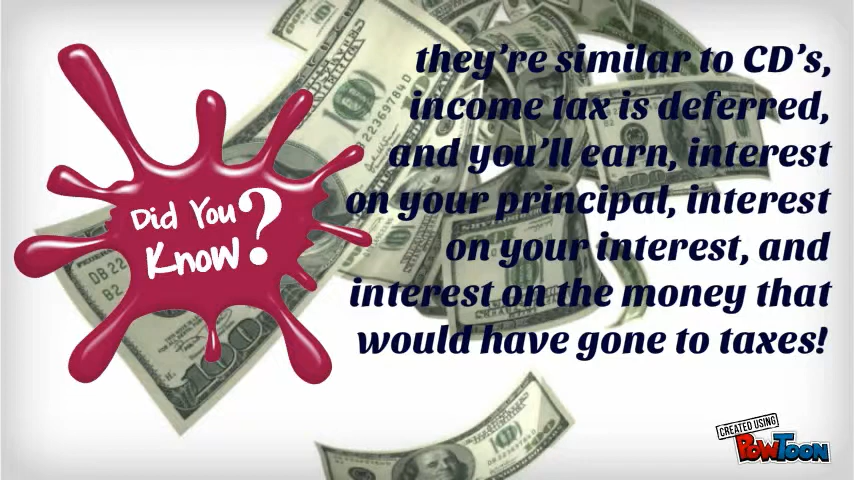 they're similar to CD's,
income tax is deferred,
and you'll earn, interest
on your principal, interest
on your interest, and
interest on the money that
would have gone to taxes!
Did You
Know?
CREATED USING
POWTOON